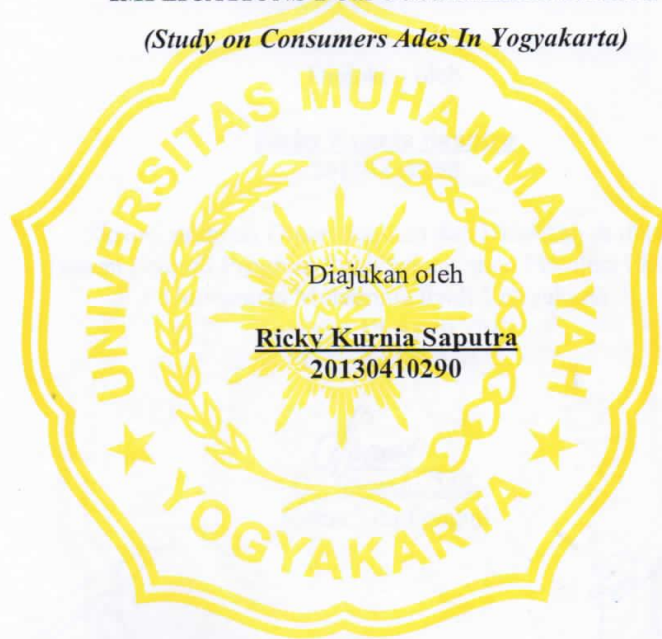 (Study on Consumers Ades In Yogyakarta)
UNIVERSITAS MUHAMMADIYAH
Diajukan oleh
Ricky Kurnia Saputra
20130410290
YOGYAKARTA